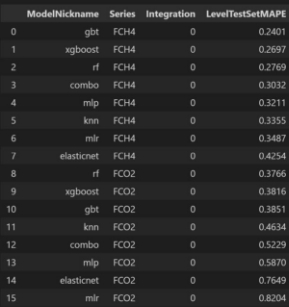 ModelNickname Series Integration LevelTestSetMAPE
0 gbt FCH4 0 0.2401
1 xgboost FCH4 0 0.2697
2 rf FCH4 0 0.2769
3 combo FCH4 0 0.3032
4 mlp FCH4 0 0.3211
5 knn FCH4 0 0.3355
6 mlr FCH4 0 0.3487
7 elasticnet FCH4 0 0.4254
8 rf FCO2 0 0.3766
9 xgboost FCO2 0 0.3816
10 gbt FCO2 0 0.3851
11 knn FCO2 0 0.4634
12 combo FCO2 0 0.5229
13 mlp FCO2 0 0.5870
14 elasticnet FCO2 0 0.7649
15 mlr FCO2 0 0.8204